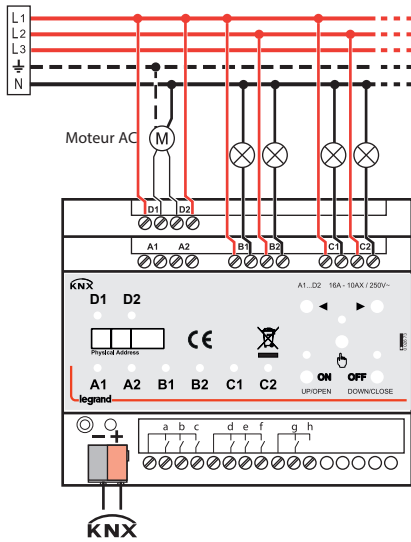 L1
L2
L3
N
Moteur AC
M
D1 D2
A1 A2 B1 B2 C1 C2
KNX
D1 D2
A1...D2 16A - 10AX / 250V~
Physical Address
CE
A1 A2 B1 B2 C1 C2
ON OFF
UP/OPEN DOWN/CLOSE
legrand
a b c d e f g h
KNX